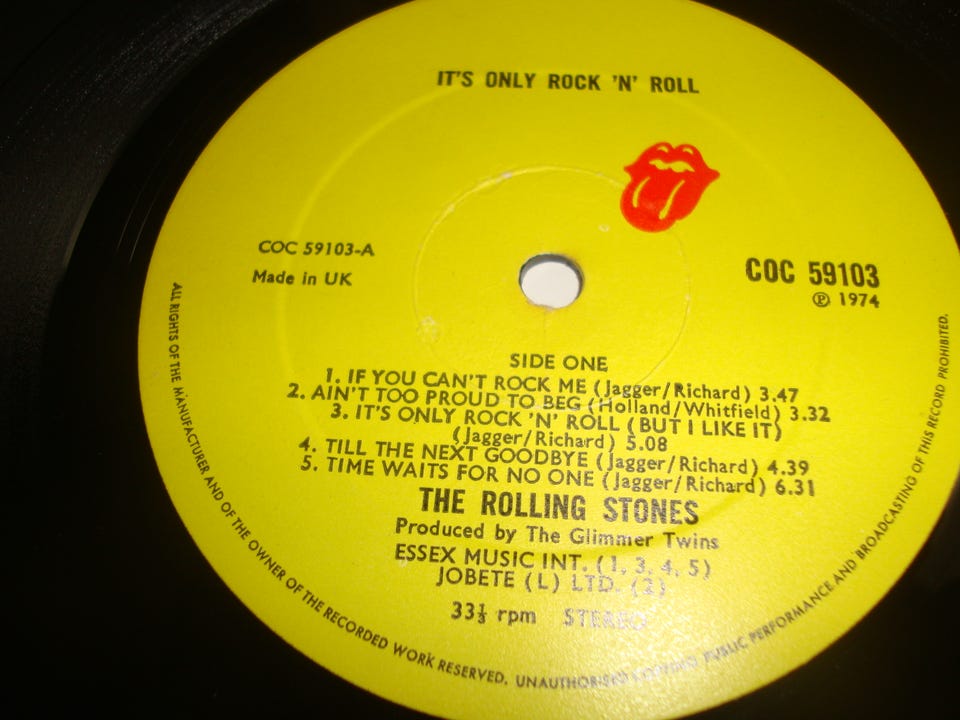 IT'S ONLY ROCK 'N' ROLL
COC 59103-A
Made in UK
COC 59103
Ⓟ 1974
SIDE ONE
1. IF YOU CAN'T ROCK ME (Jagger/Richard) 3.47
2. AIN'T TOO PROUD TO BEG (Holland/Whitfield) 3.32
3. IT'S ONLY ROCK 'N' ROLL (BUT I LIKE IT)
(Jagger/Richard) 5.08
4. TILL THE NEXT GOODBYE (Jagger/Richard) 4.39
5. TIME WAITS FOR NO ONE (Jagger/Richard) 6.31
THE ROLLING STONES
Produced by The Glimmer Twins
ESSEX MUSIC INT. (1, 3, 4, 5)
JOBETE (L) LTD. (2)
33⅓ rpm STEREO
ALL RIGHTS OF THE MANUFACTURER AND OF THE OWNER OF THE RECORDED WORK RESERVED. UNAUTHORISED COPYING PUBLIC PERFORMANCE AND BROADCASTING OF THIS RECORD PROHIBITED.